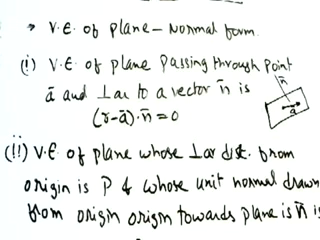 → V.E. of plane - Normal form.
(i) V.E of plane Passing through Point
ā and ⊥ar to a vector n̄ is
(r-ā)·n̄=0
n̄
a
(ii) V.E. of plane whose ⊥ar dist. from
origin is P & whose unit normal drawn
from origin origin towards plane is n̄ is